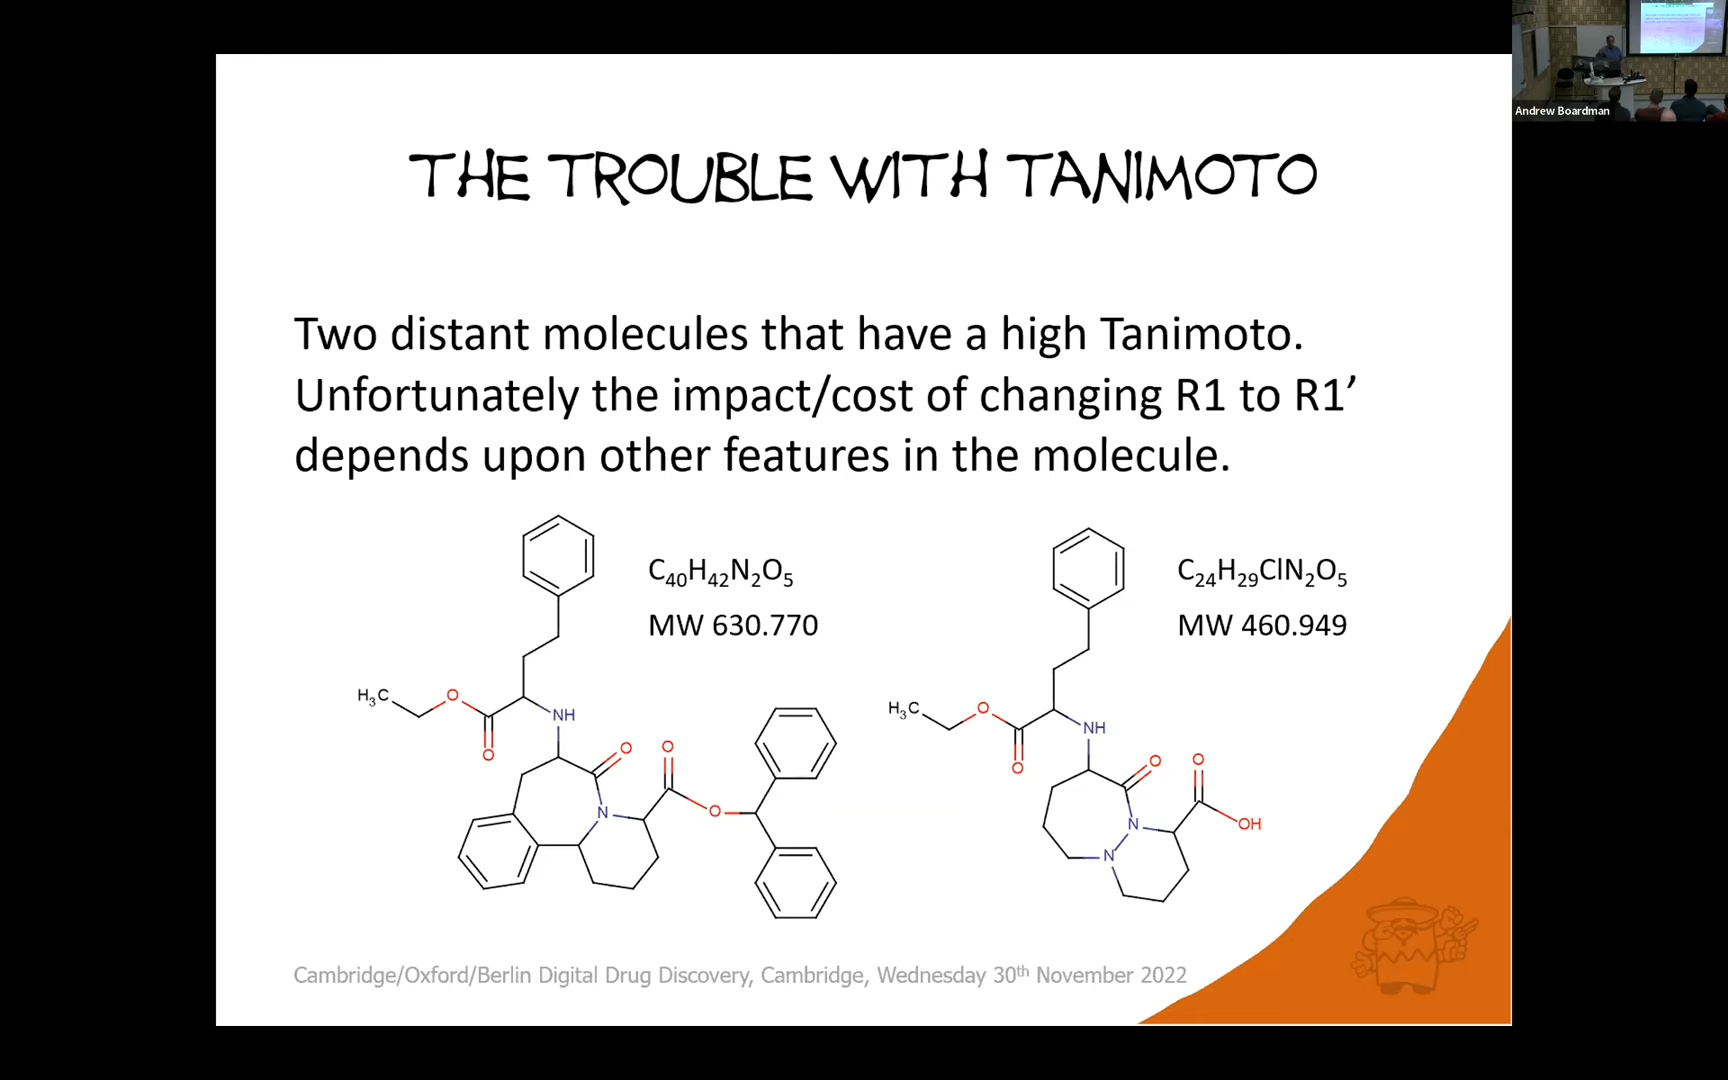 Andrew Boardman
THE TROUBLE WITH TANIMOTO
Two distant molecules that have a high Tanimoto.
Unfortunately the impact/cost of changing R1 to R1’
depends upon other features in the molecule.
C₄₀H₄₂N₂O₅
MW 630.770
H₃C
O
O
NH
O
O
N
O
C₂₄H₂₉ClN₂O₅
MW 460.949
H₃C
O
O
NH
O
O
N
OH
N
Cambridge/Oxford/Berlin Digital Drug Discovery, Cambridge, Wednesday 30th November 2022